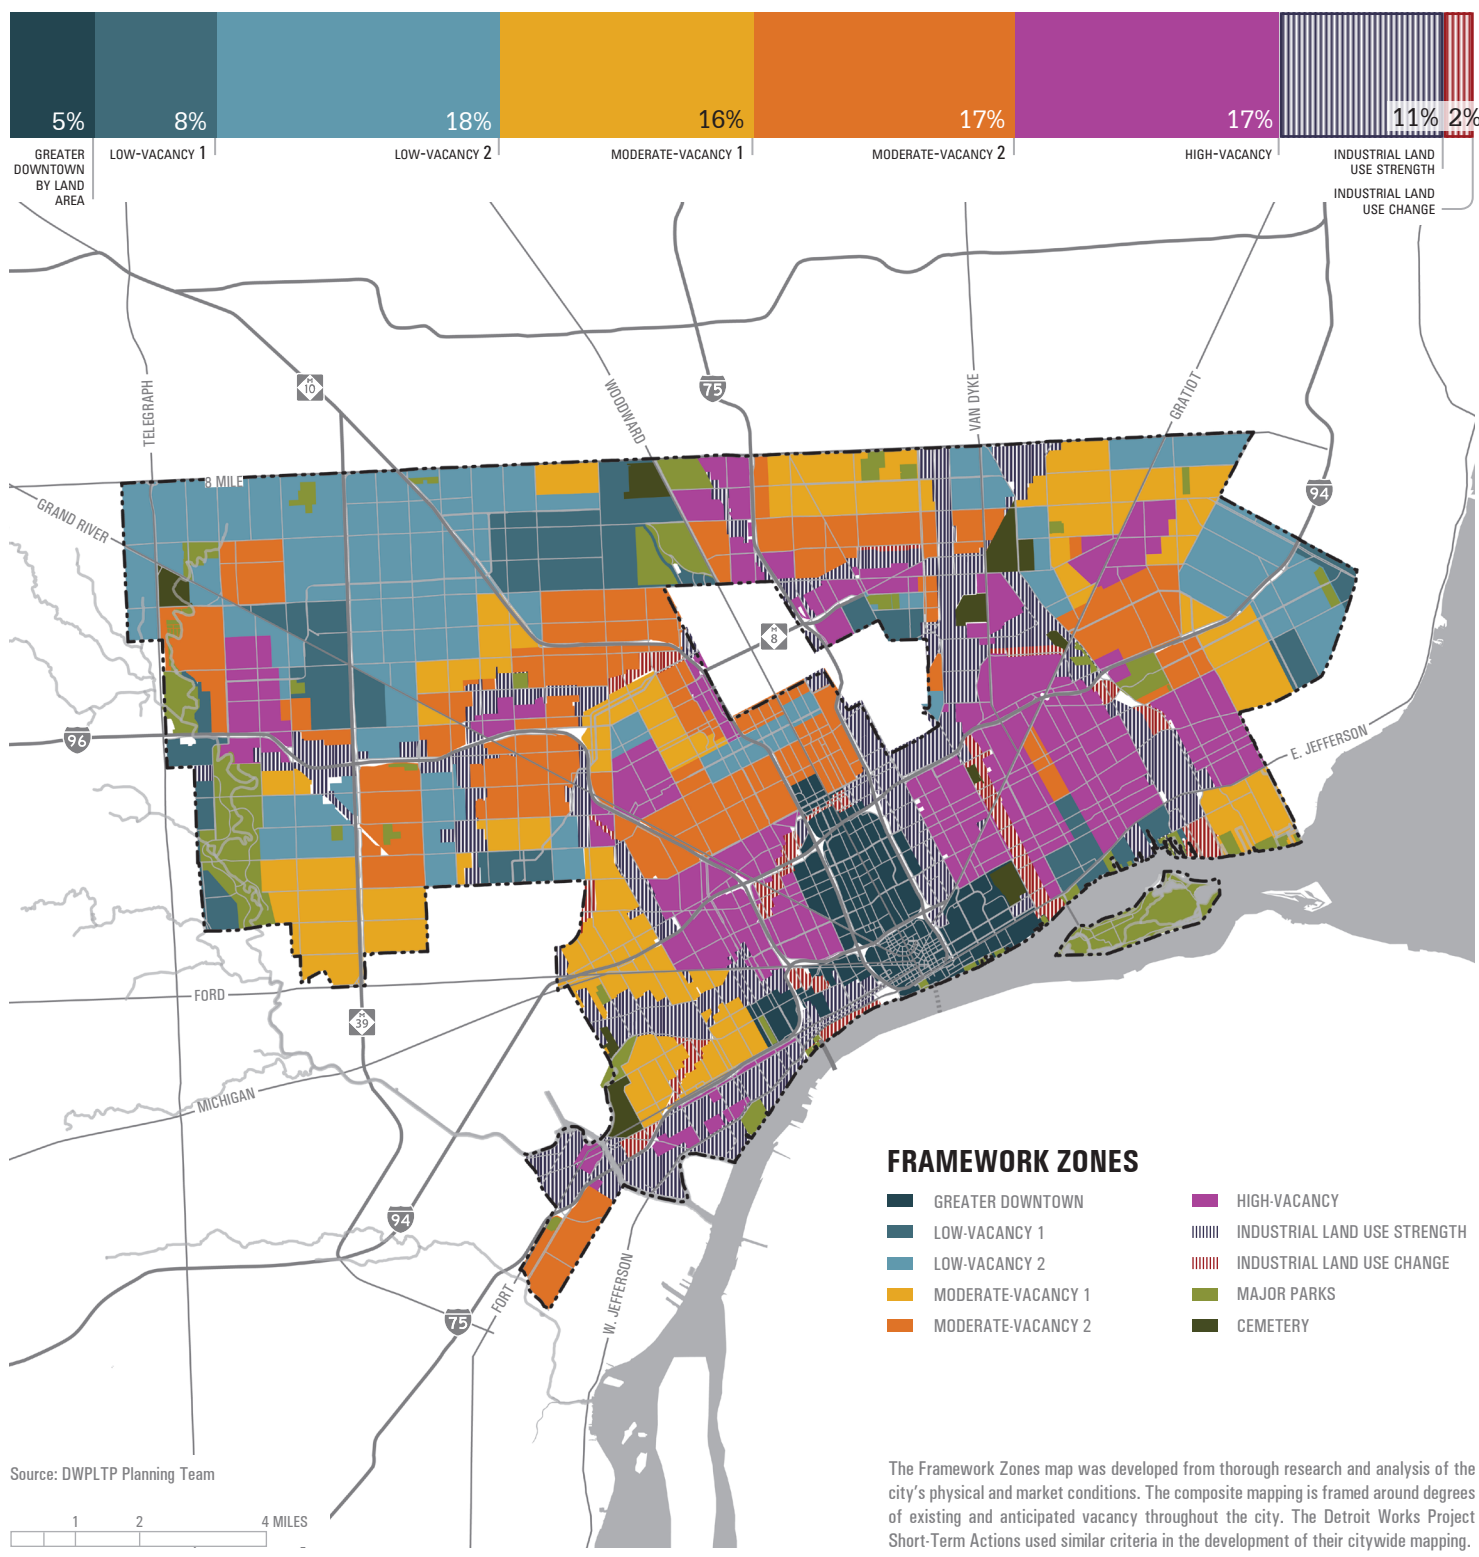 5%
8%
18%
16%
17%
17%
11%
2%
GREATER
DOWNTOWN
BY LAND
AREA
LOW-VACANCY 1
LOW-VACANCY 2
MODERATE-VACANCY 1
MODERATE-VACANCY 2
HIGH-VACANCY
INDUSTRIAL LAND
USE STRENGTH
INDUSTRIAL LAND
USE CHANGE
M
10
75
TELEGRAPH
WOODWARD
VAN DYKE
GRATIOT
8 MILE
GRAND RIVER
94
M
8
96
E. JEFFERSON
FORD
M
39
MICHIGAN
94
75
FORT
W. JEFFERSON
FRAMEWORK ZONES
GREATER DOWNTOWN
LOW-VACANCY 1
LOW-VACANCY 2
MODERATE-VACANCY 1
MODERATE-VACANCY 2
HIGH-VACANCY
INDUSTRIAL LAND USE STRENGTH
INDUSTRIAL LAND USE CHANGE
MAJOR PARKS
CEMETERY
Source: DWPLTP Planning Team
1 2 4 MILES
The Framework Zones map was developed from thorough research and analysis of the
city's physical and market conditions. The composite mapping is framed around degrees
of existing and anticipated vacancy throughout the city. The Detroit Works Project
Short-Term Actions used similar criteria in the development of their citywide mapping.